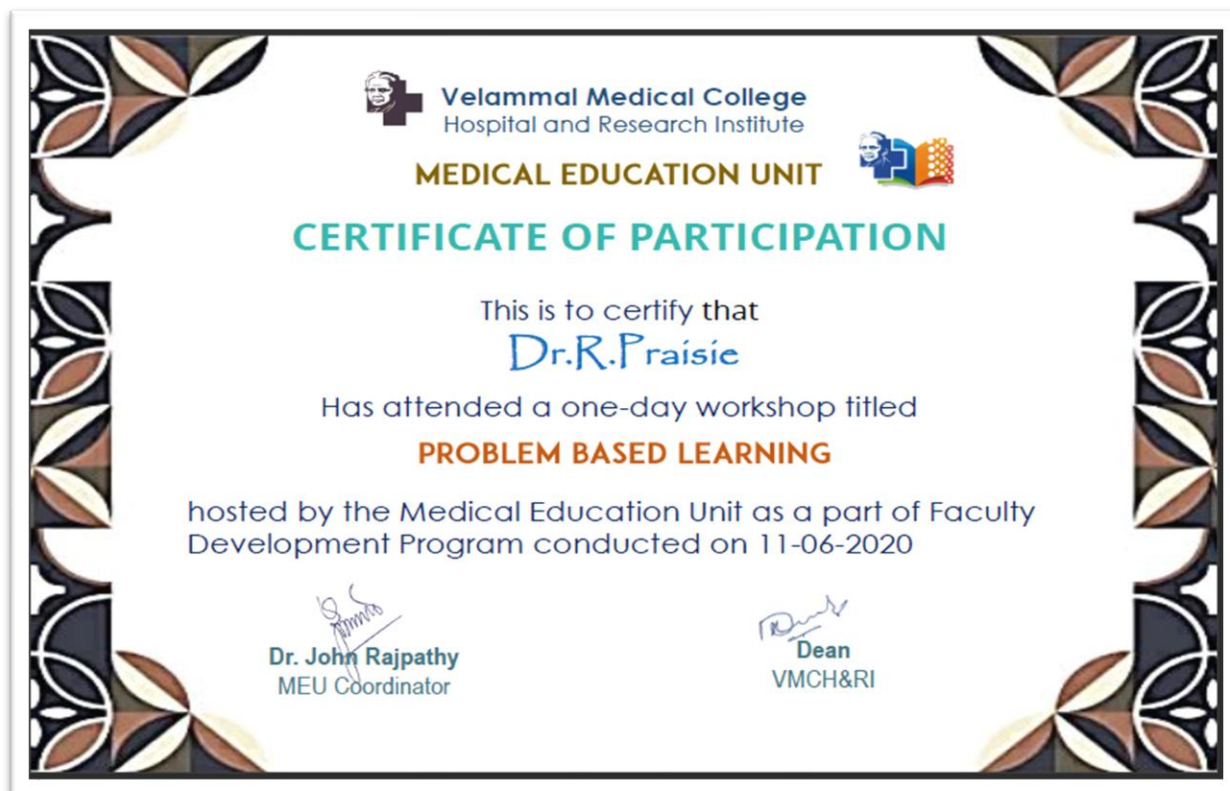 Velammal Medical College
Hospital and Research Institute
MEDICAL EDUCATION UNIT
CERTIFICATE OF PARTICIPATION
This is to certify that
Dr.R.Praisie
Has attended a one-day workshop titled
PROBLEM BASED LEARNING
hosted by the Medical Education Unit as a part of Faculty
Development Program conducted on 11-06-2020
Dr. John Rajpathy
MEU Coordinator
Dean
VMCH&RI